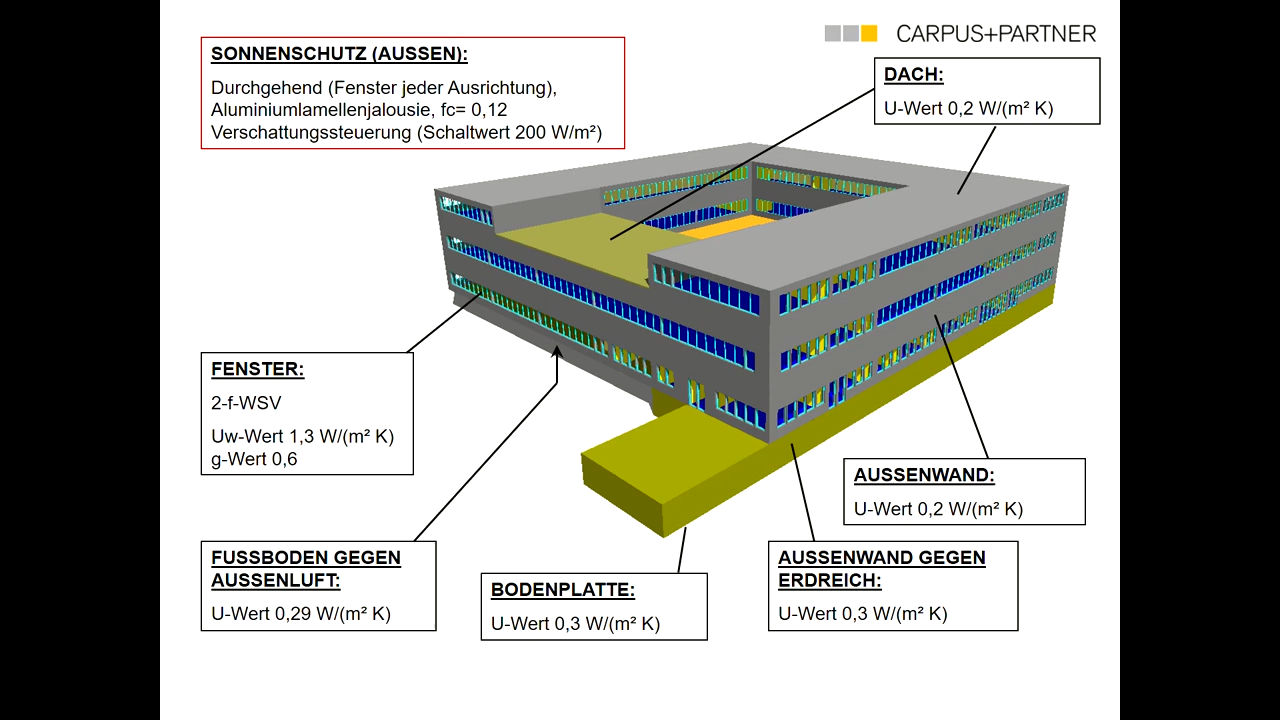 CARPUS+PARTNER
SONNENSCHUTZ (AUSSEN):
Durchgehend (Fenster jeder Ausrichtung),
Aluminiumlamellenjalousie, fc= 0,12
Verschattungssteuerung (Schaltwert 200 W/m²)
DACH:
U-Wert 0,2 W/(m² K)
FENSTER:
2-f-WSV
Uw-Wert 1,3 W/(m² K)
g-Wert 0,6
AUSSENWAND:
U-Wert 0,2 W/(m² K)
FUSSBODEN GEGEN
AUSSENLUFT:
U-Wert 0,29 W/(m² K)
BODENPLATTE:
U-Wert 0,3 W/(m² K)
AUSSENWAND GEGEN
ERDREICH:
U-Wert 0,3 W/(m² K)